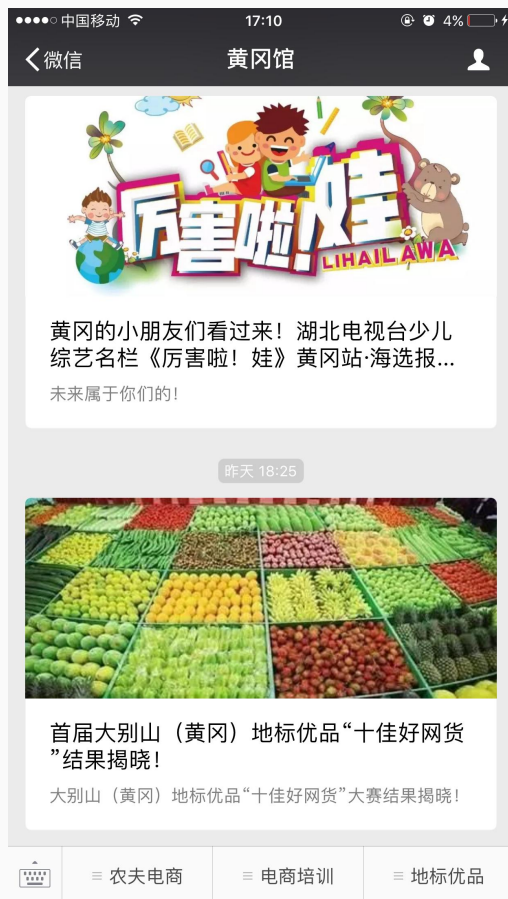 中国移动
17:10
4%
微信
黄冈馆
厉害啦!娃
LIHAILAWA
黄冈的小朋友们看过来！湖北电视台少儿
综艺名栏《厉害啦！娃》黄冈站·海选报...
未来属于你们的！
昨天 18:25
首届大别山（黄冈）地标优品“十佳好网货
”结果揭晓！
大别山（黄冈）地标优品“十佳好网货”大赛结果揭晓！
农夫电商
电商培训
地标优品